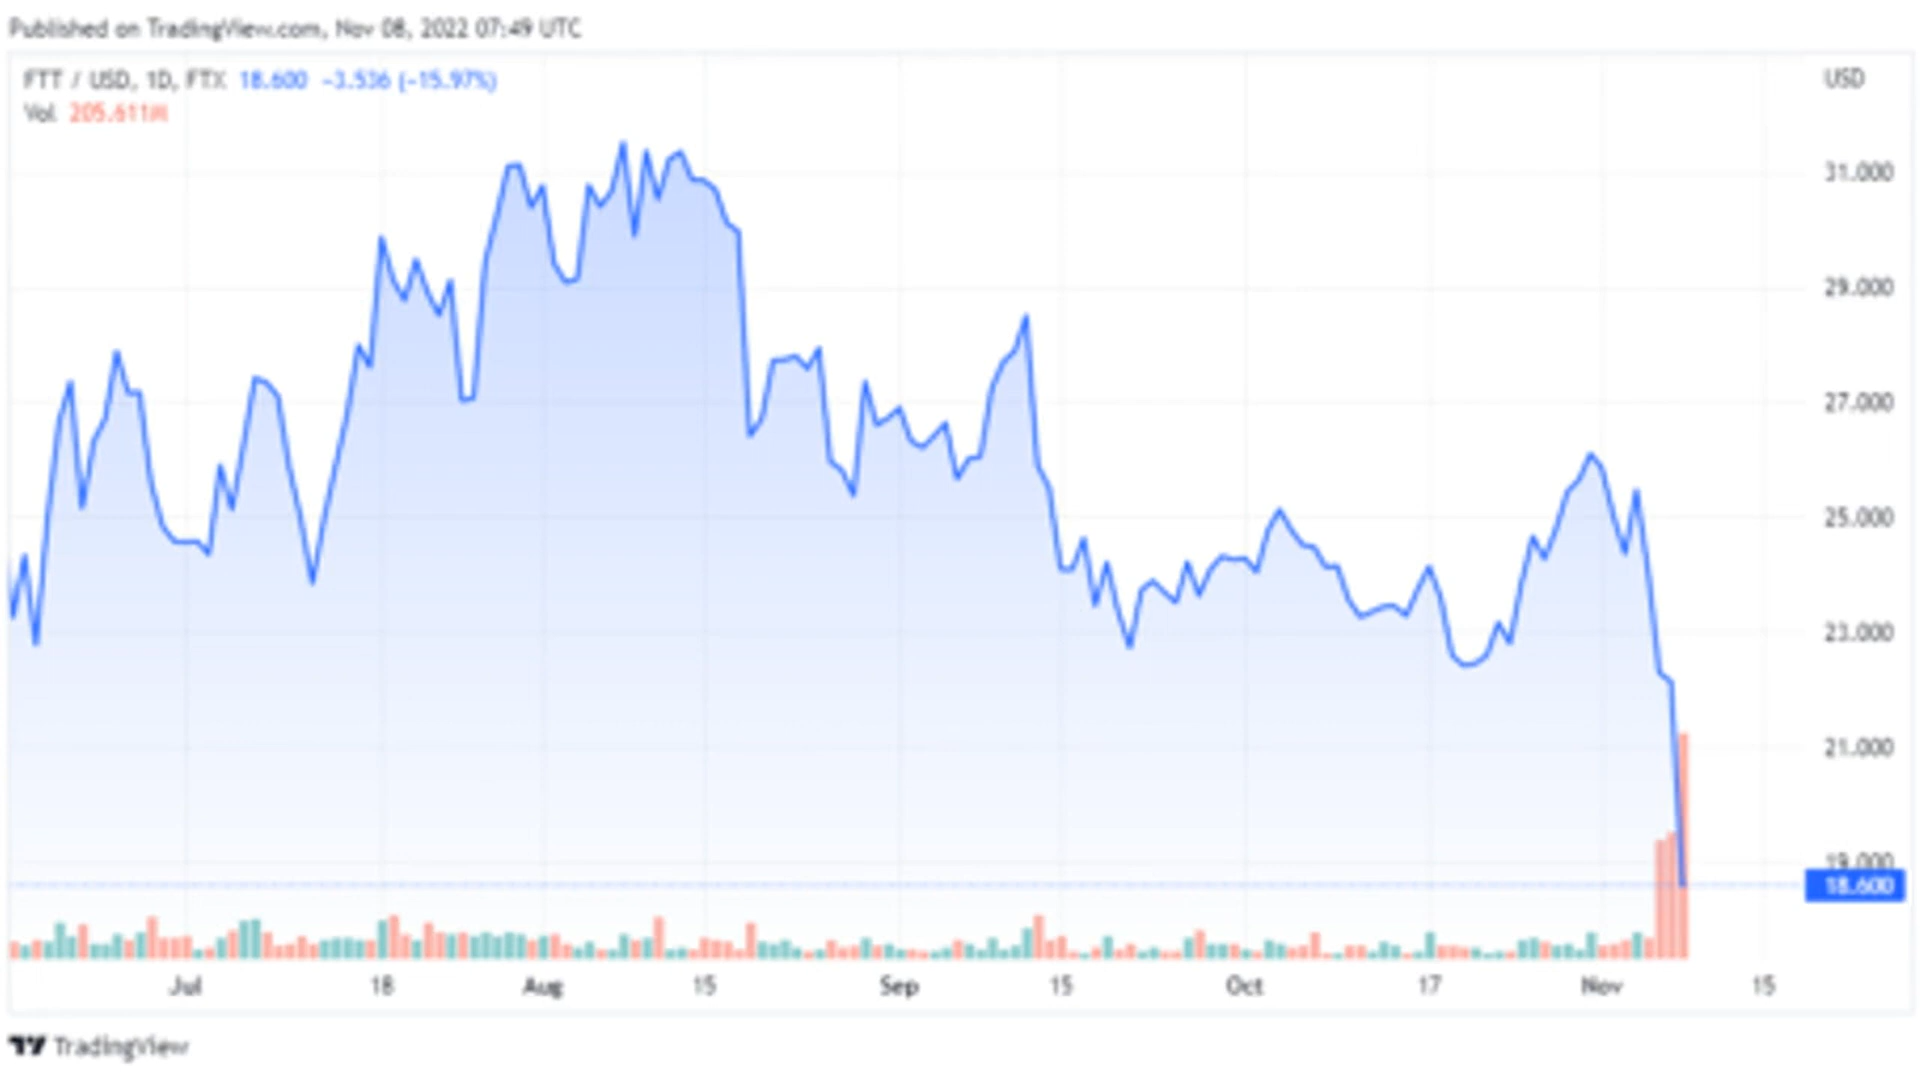 Published on TradingView.com, Nov 08, 2022 07:49 UTC
FTT / USD, 1D, FTX 18.600 -3.536 (-15.97%)
Vol 205.611M
USD
31.000
29.000
27.000
25.000
23.000
21.000
19.000
18.600
Jul 18 Aug 15 Sep 15 Oct 17 Nov 15
TradingView